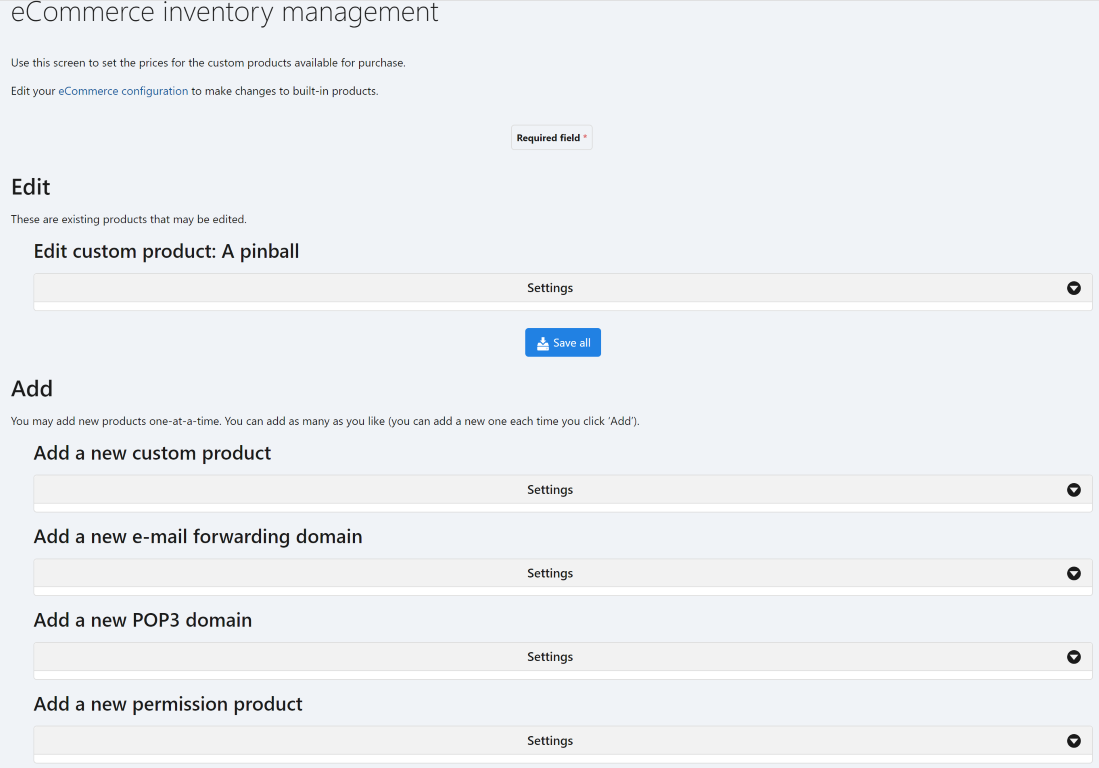 eCommerce inventory management
Use this screen to set the prices for the custom products available for purchase.
Edit your eCommerce configuration to make changes to built-in products.
Required field *
Edit
These are existing products that may be edited.
Edit custom product: A pinball
Settings
Save all
Add
You may add new products one-at-a-time. You can add as many as you like (you can add a new one each time you click ‘Add’).
Add a new custom product
Settings
Add a new e-mail forwarding domain
Settings
Add a new POP3 domain
Settings
Add a new permission product
Settings